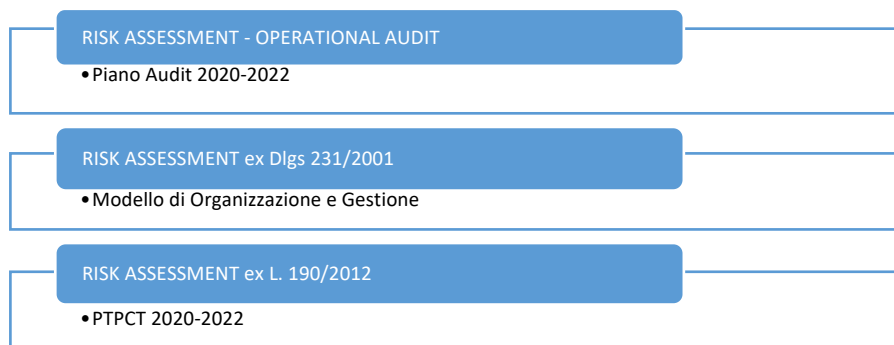 RISK ASSESSMENT - OPERATIONAL AUDIT
•Piano Audit 2020-2022
RISK ASSESSMENT ex Dlgs 231/2001
•Modello di Organizzazione e Gestione
RISK ASSESSMENT ex L. 190/2012
•PTPCT 2020-2022